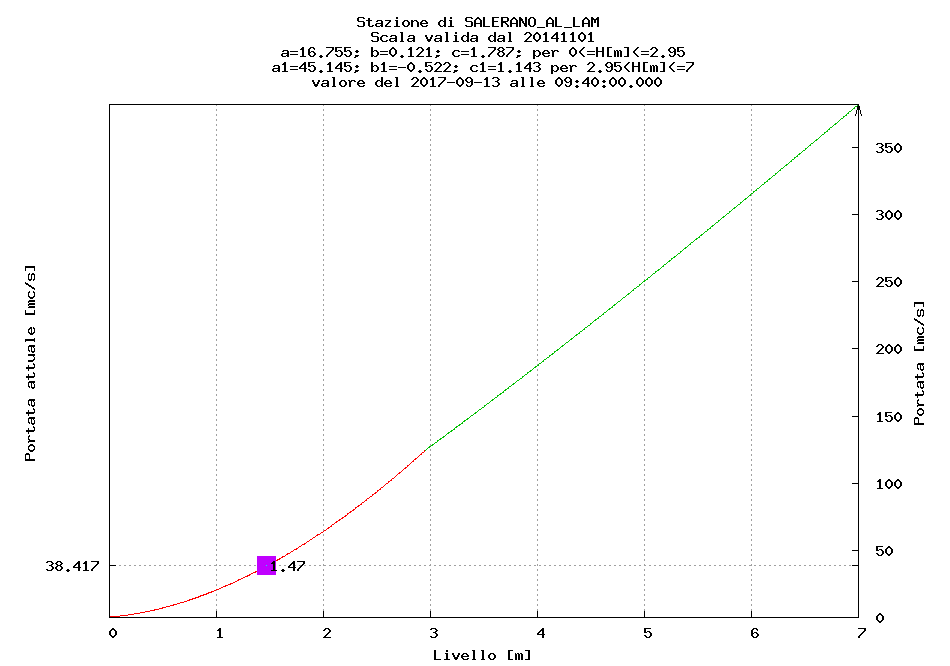 Stazione di SALERANO_AL_LAM
Scala valida dal 20141101
a=16.755; b=0.121; c=1.787; per 0<=H[m]<=2.95
a1=45.145; b1=-0.522; c1=1.143 per 2.95<H[m]<=7
valore del 2017-09-13 alle 09:40:00.000
350
300
250
200
150
100
50
0
Portata attuale [mc/s]
Portata [mc/s]
38.417
1.47
0 1 2 3 4 5 6 7
Livello [m]